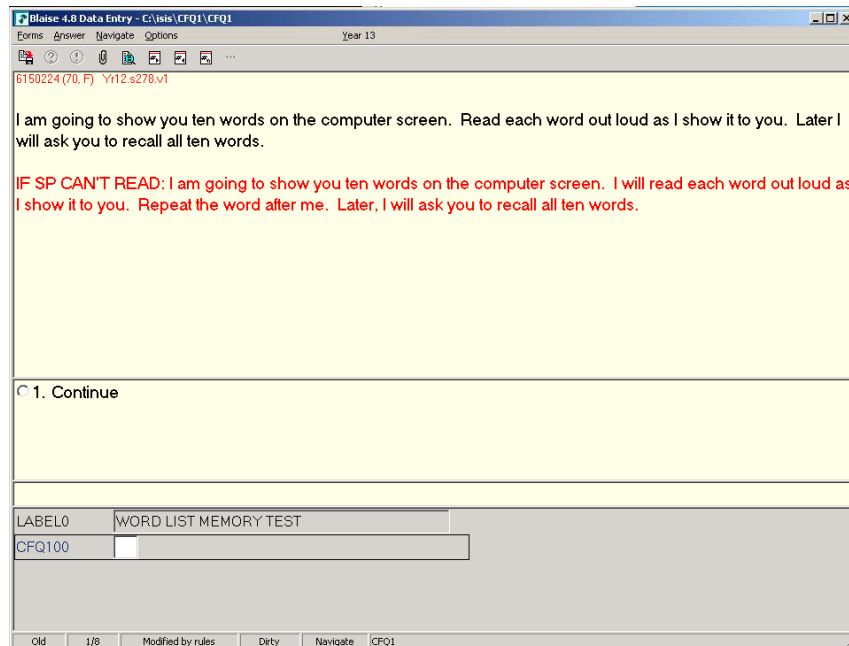 Blaise 4.8 Data Entry - C:\isis\CFQ1\CFQ1
Forms Answer Navigate Options Year 13
6150224 (70, F) Yr12.s278.v1
I am going to show you ten words on the computer screen. Read each word out loud as I show it to you. Later I
will ask you to recall all ten words.
IF SP CAN'T READ: I am going to show you ten words on the computer screen. I will read each word out loud as
I show it to you. Repeat the word after me. Later, I will ask you to recall all ten words.
1. Continue
LABEL0 WORD LIST MEMORY TEST
CFQ100
Old 1/8 Modified by rules Dirty Navigate CFQ1